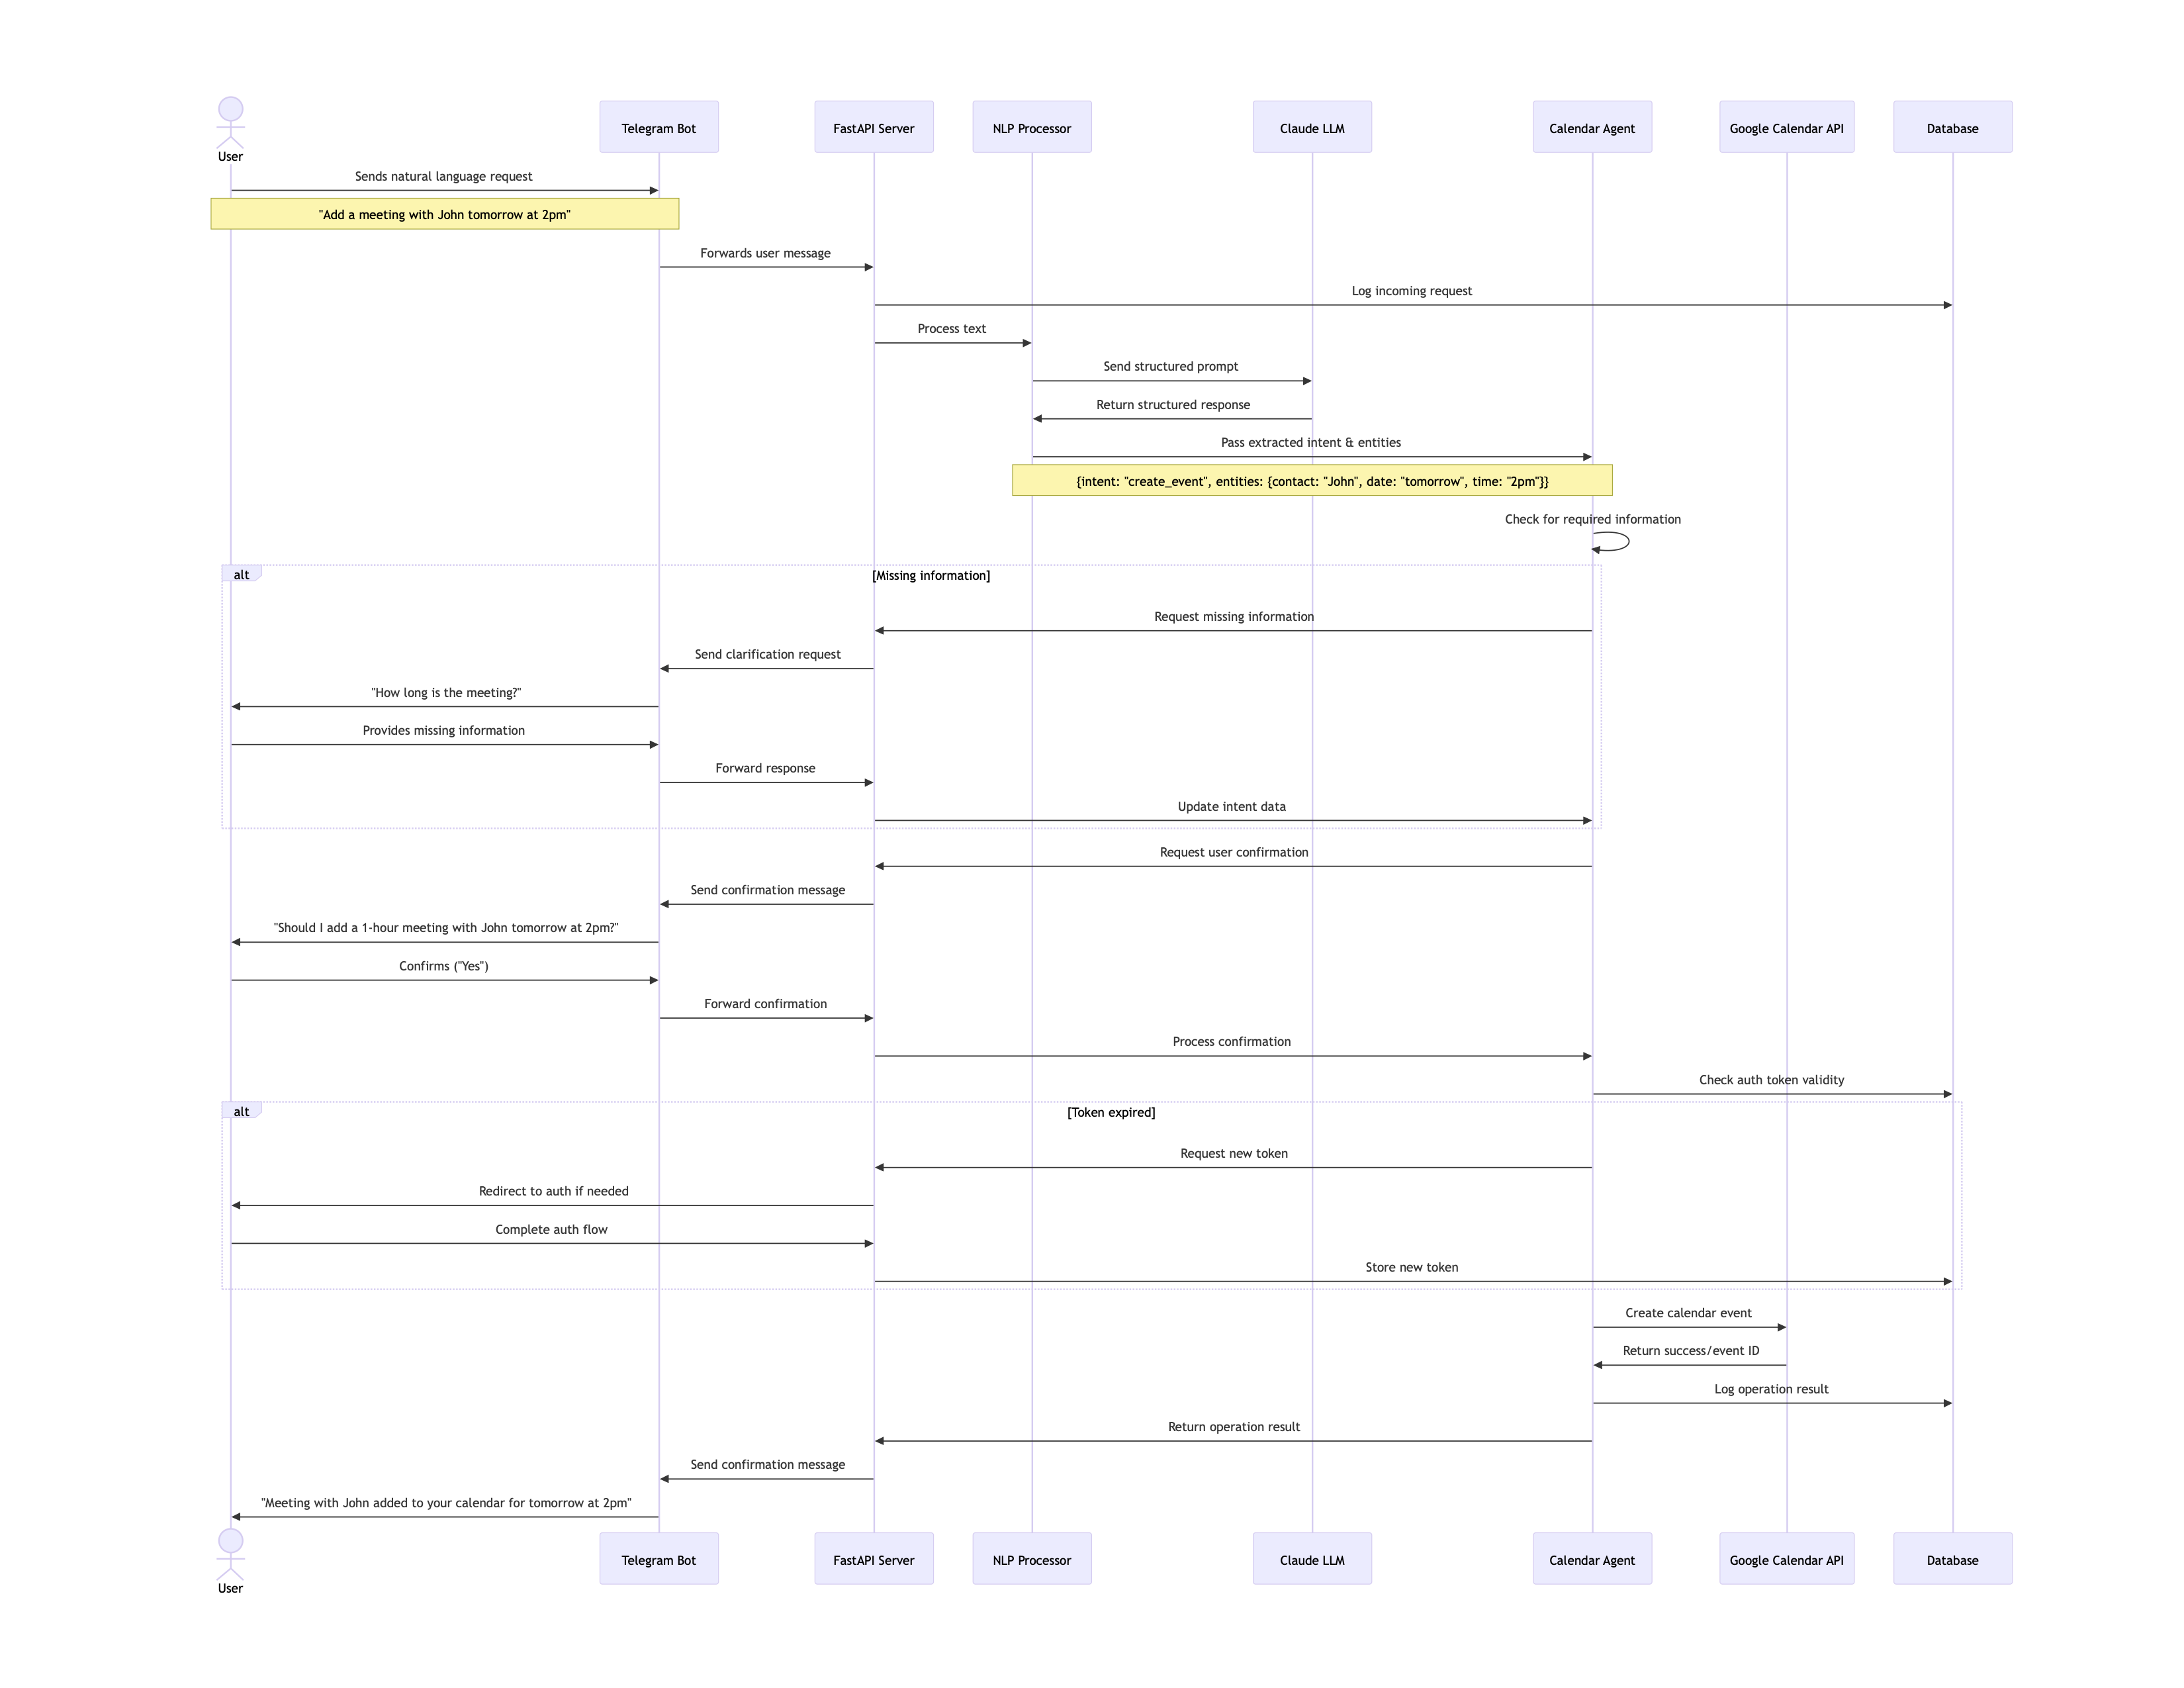 User
Telegram Bot
FastAPI Server
NLP Processor
Claude LLM
Calendar Agent
Google Calendar API
Database
Sends natural language request
"Add a meeting with John tomorrow at 2pm"
Forwards user message
Log incoming request
Process text
Send structured prompt
Return structured response
Pass extracted intent & entities
{intent: "create_event", entities: {contact: "John", date: "tomorrow", time: "2pm"}}
Check for required information
alt
[Missing information]
Request missing information
Send clarification request
"How long is the meeting?"
Provides missing information
Forward response
Update intent data
Request user confirmation
Send confirmation message
"Should I add a 1-hour meeting with John tomorrow at 2pm?"
Confirms ("Yes")
Forward confirmation
Process confirmation
Check auth token validity
alt
[Token expired]
Request new token
Redirect to auth if needed
Complete auth flow
Store new token
Create calendar event
Return success/event ID
Log operation result
Return operation result
Send confirmation message
"Meeting with John added to your calendar for tomorrow at 2pm"
User
Telegram Bot
FastAPI Server
NLP Processor
Claude LLM
Calendar Agent
Google Calendar API
Database